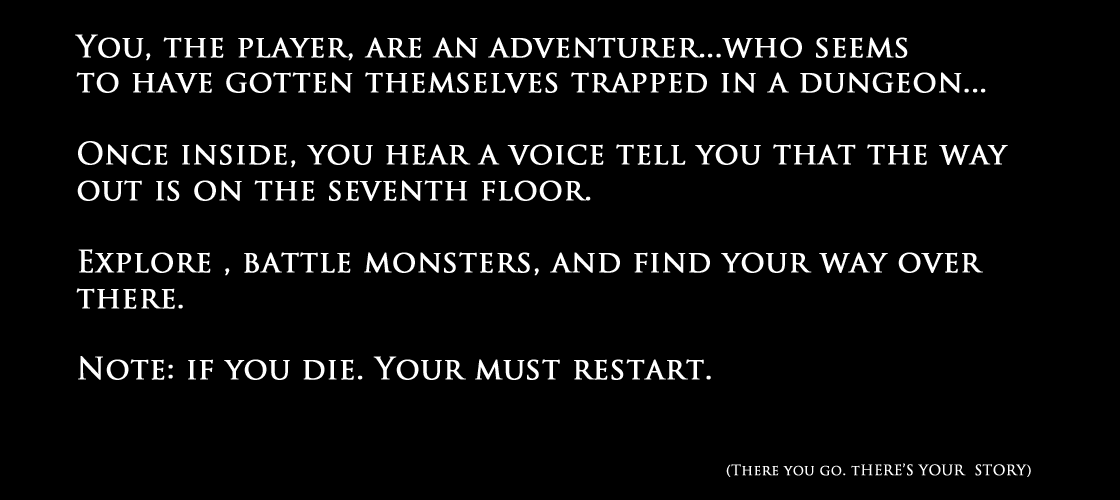 You, the player, are an adventurer...who seems
to have gotten themselves trapped in a dungeon...
Once inside, you hear a voice tell you that the way
out is on the seventh floor.
Explore , battle monsters, and find your way over
there.
Note: if you die. Your must restart.
(There you go. there's your  story)